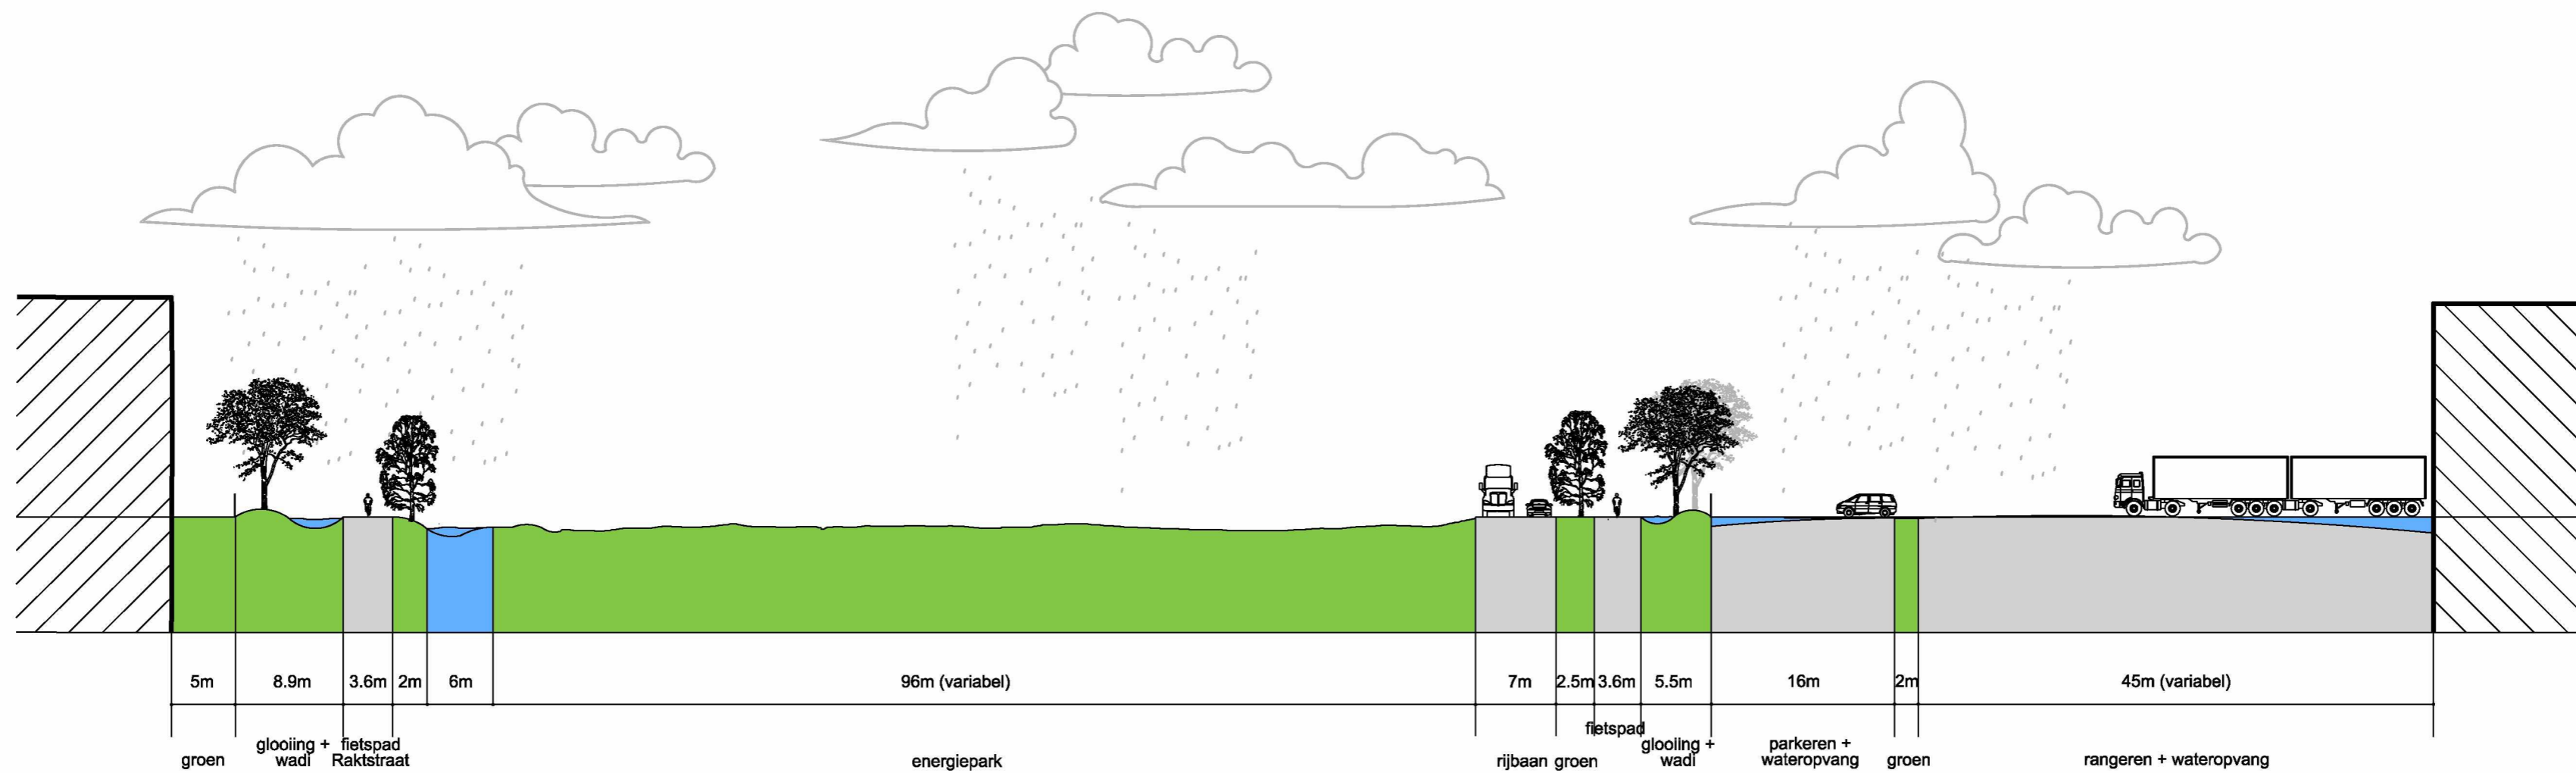 5m
8.9m
3.6m
2m
6m
96m (variabel)
7m
2.5m
3.6m
5.5m
16m
2m
45m (variabel)
groen
glooiing +
wadi
fietspad
Raktstraat
energiepark
rijbaan
groen
fietspad
glooiing +
wadi
parkeren +
wateropvang
groen
rangeren + wateropvang